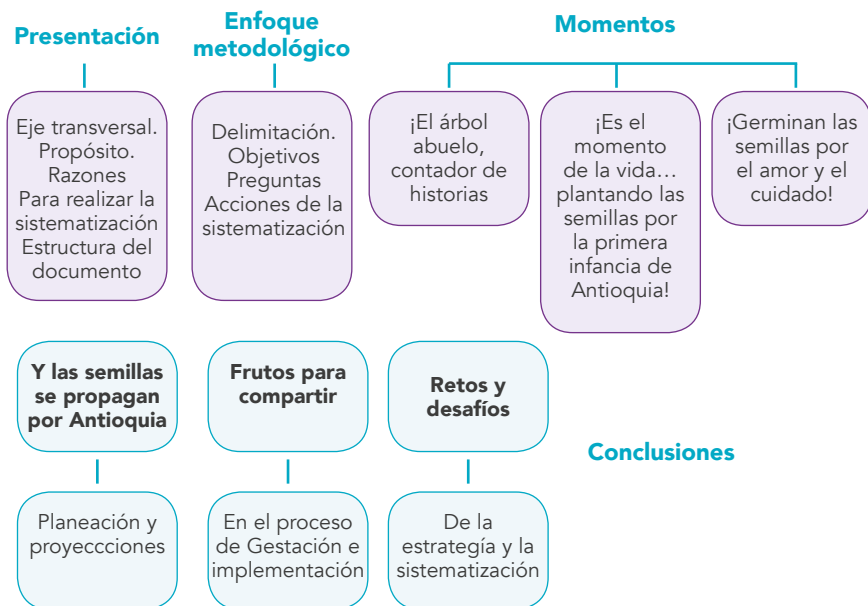 Presentación
Eje transversal.
Propósito.
Razones
Para realizar la
sistematización
Estructura del
documento
Enfoque
metodológico
Delimitación.
Objetivos
Preguntas
Acciones de la
sistematización
Momentos
¡El árbol
abuelo,
contador de
historias
¡Es el
momento
de la vida…
plantando las
semillas por
la primera
infancia de
Antioquia!
¡Germinan las
semillas por
el amor y el
cuidado!
Y las semillas
se propagan
por Antioquia
Planeación y
proyeccciones
Frutos para
compartir
En el proceso
de Gestación e
implementación
Retos y
desafíos
De la
estrategía y la
sistematización
Conclusiones